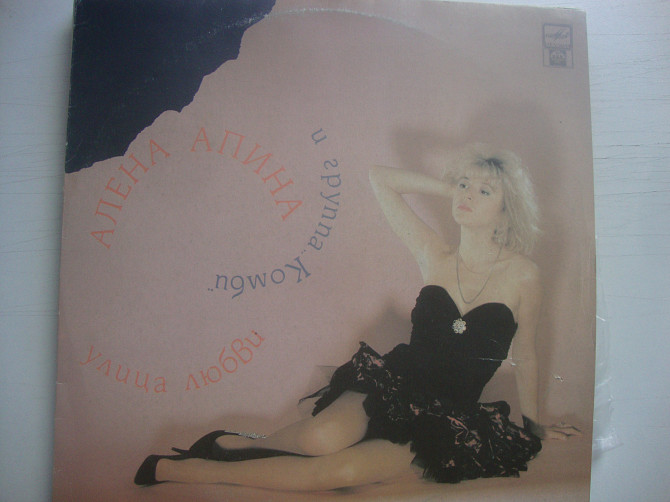 АЛЕНА АПИНА
и группа „Комби"
улица любви